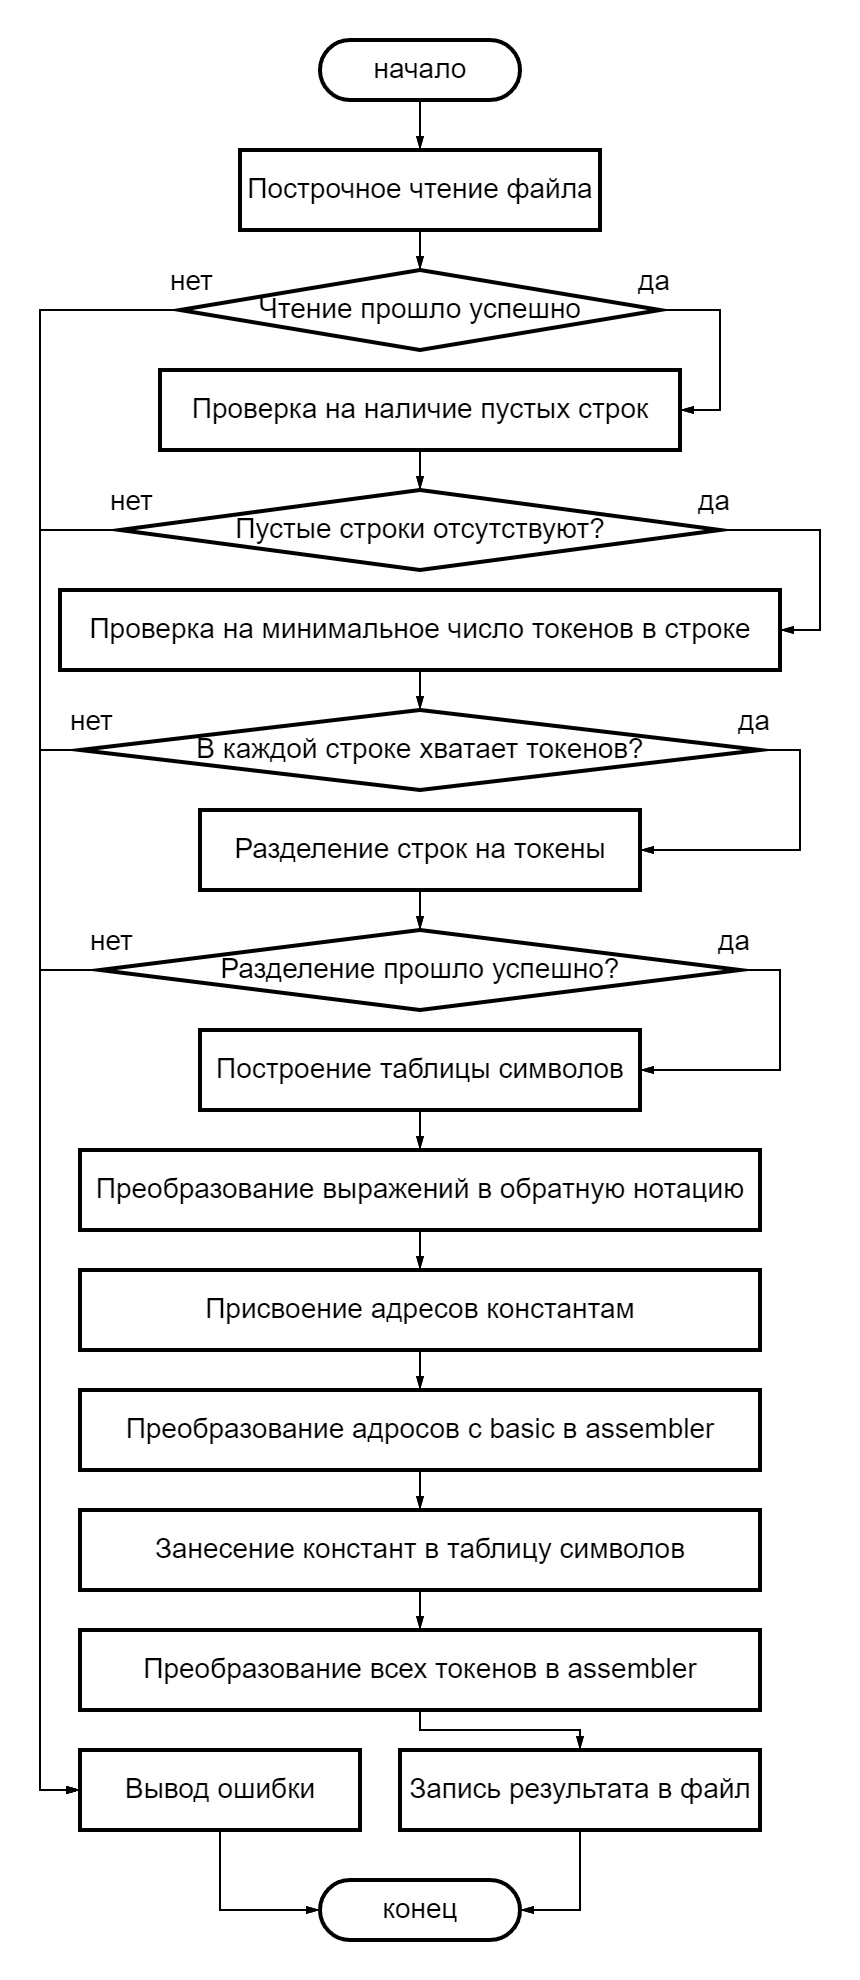 начало
Построчное чтение файла
нет
да
Чтение прошло успешно
Проверка на наличие пустых строк
нет
да
Пустые строки отсутствуют?
Проверка на минимальное число токенов в строке
нет
да
В каждой строке хватает токенов?
Разделение строк на токены
нет
да
Разделение прошло успешно?
Построение таблицы символов
Преобразование выражений в обратную нотацию
Присвоение адресов константам
Преобразование адросов с basic в assembler
Занесение констант в таблицу символов
Преобразование всех токенов в assembler
Вывод ошибки
Запись результата в файл
конец